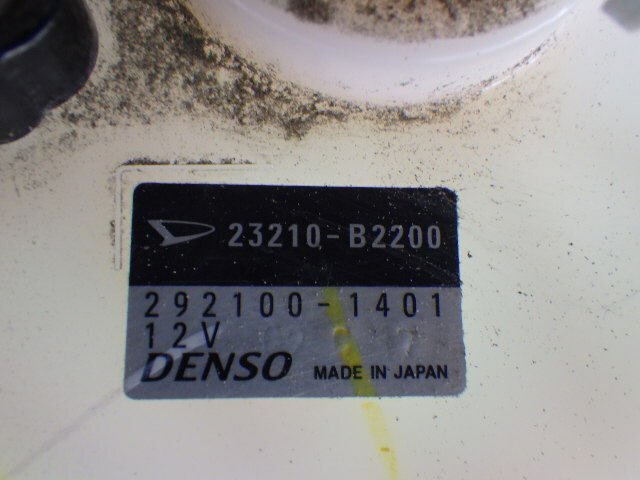 23210-B2200
292100-1401
12V
DENSO MADE IN JAPAN